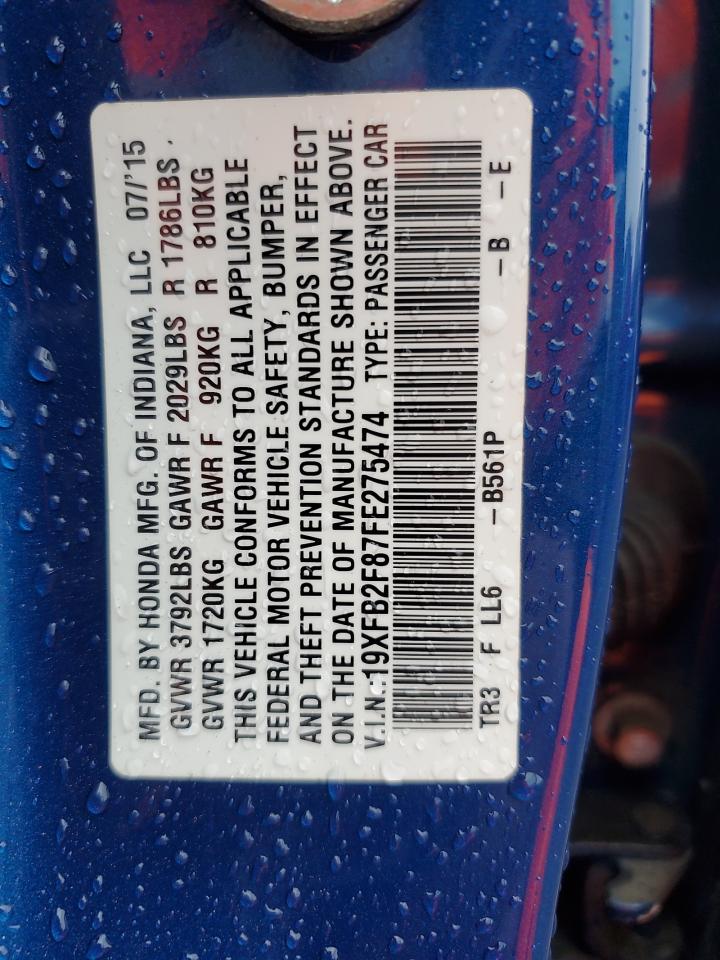 MFD. BY HONDA MFG. OF INDIANA, LLC 07/'15
GVWR 3792LBS GAWR F 2029LBS R 1786LBS.
GVWR 1720KG GAWR F 920KG R 810KG
THIS VEHICLE CONFORMS TO ALL APPLICABLE
FEDERAL MOTOR VEHICLE SAFETY, BUMPER,
AND THEFT PREVENTION STANDARDS IN EFFECT
ON THE DATE OF MANUFACTURE SHOWN ABOVE.
V.I.N.:19XFB2F87FE275474 TYPE: PASSENGER CAR
TR3 F LL6 -B561P -B -E